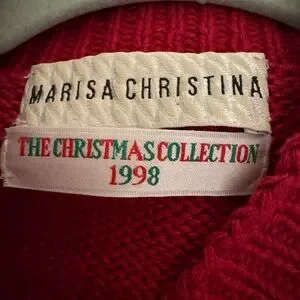 MARISA CHRISTINA
THE CHRISTMAS COLLECTION
1998